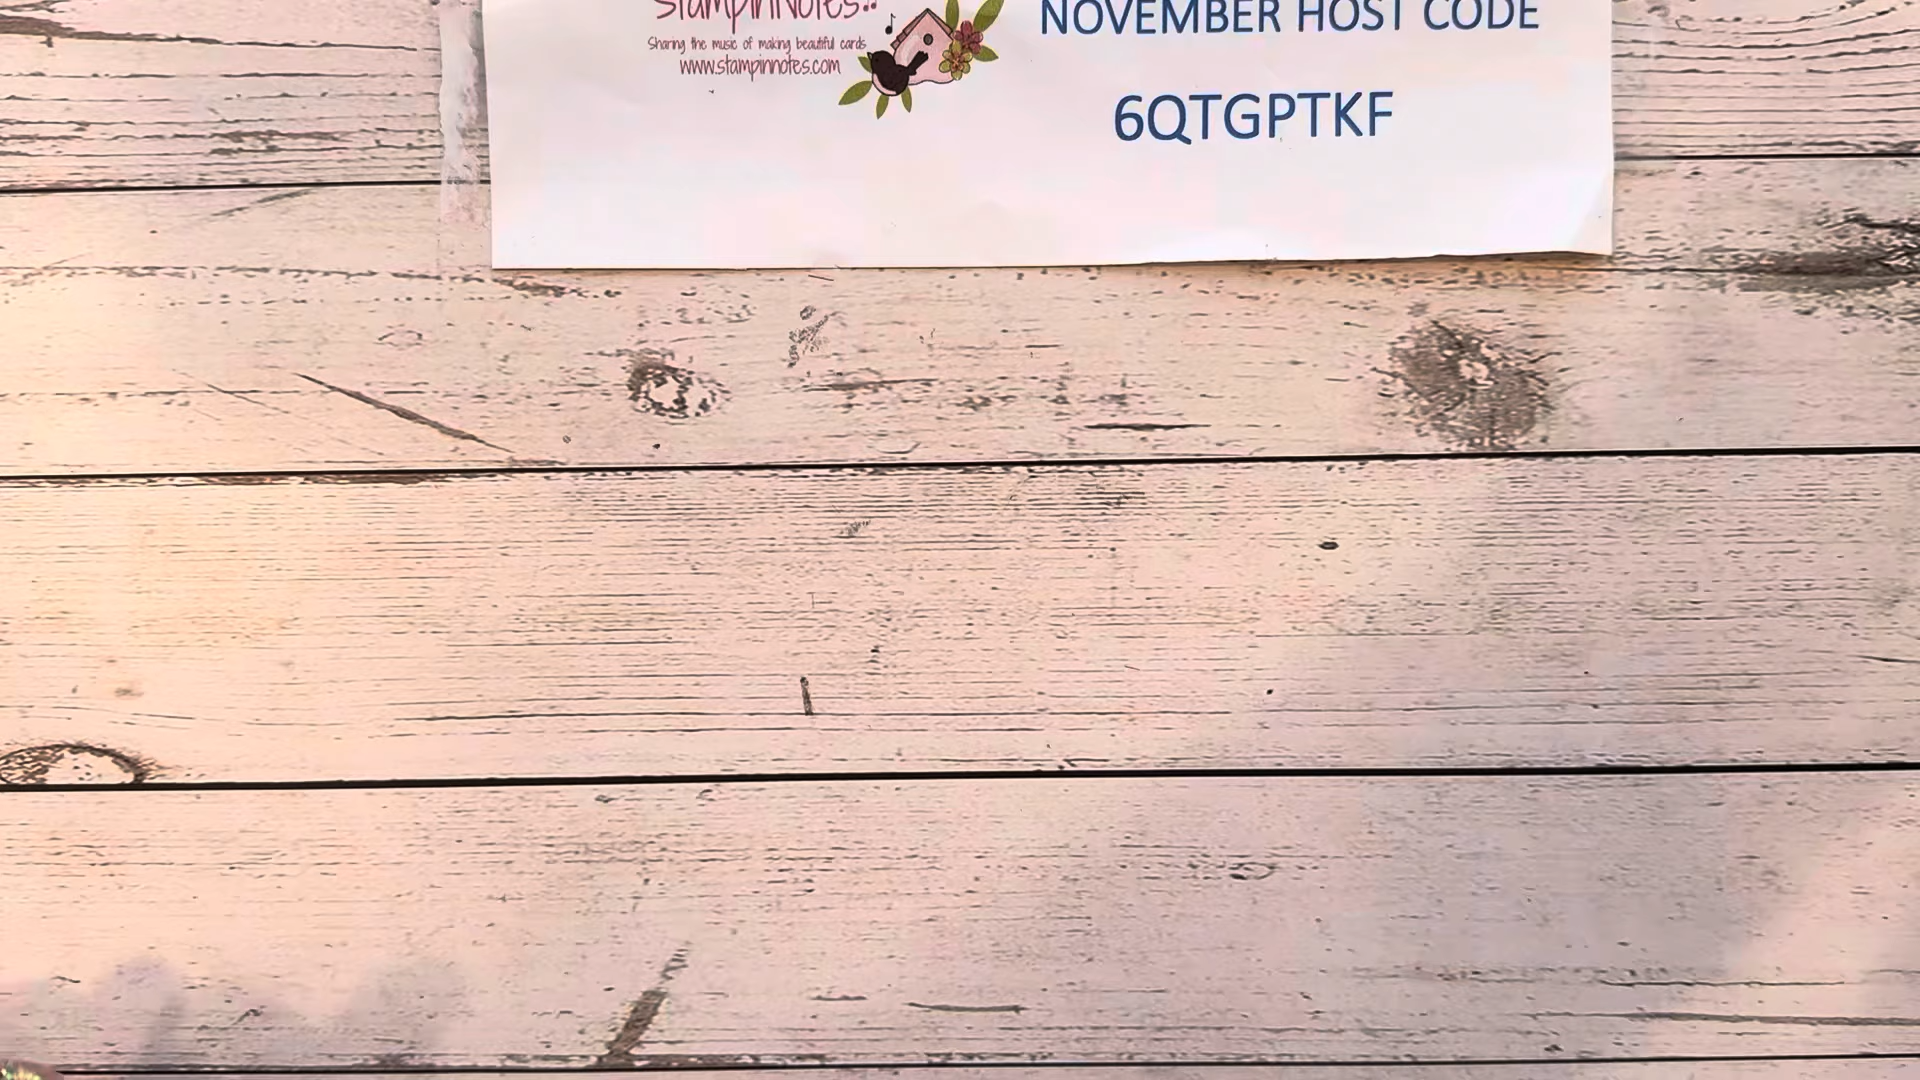 StampinNotes
Sharing the music of making beautiful cards
www.stampinnotes.com
NOVEMBER HOST CODE
6QTGPTKF